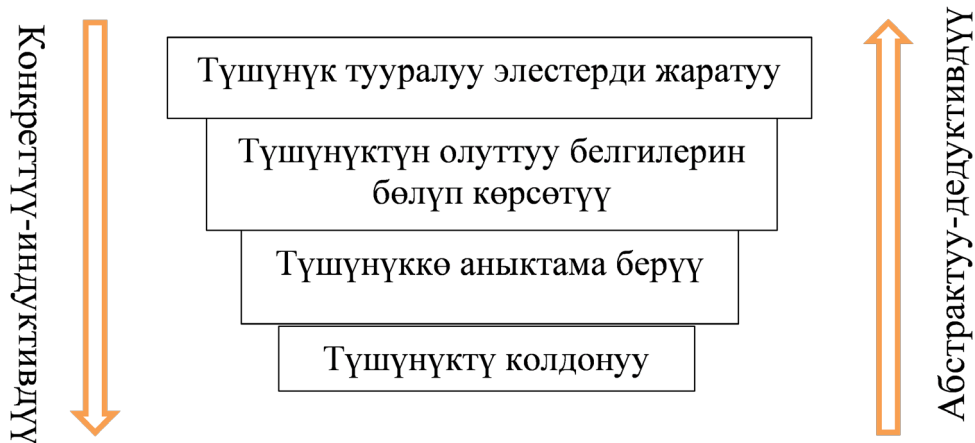 Конкреттүү-индуктивдүү
Түшүнүк тууралуу элестерди жаратуу
Түшүнүктүн олуттуу белгилерин
бөлүп көрсөтүү
Түшүнүккө аныктама берүү
Түшүнүктү колдонуу
Абстрактуу-дедуктивдүү